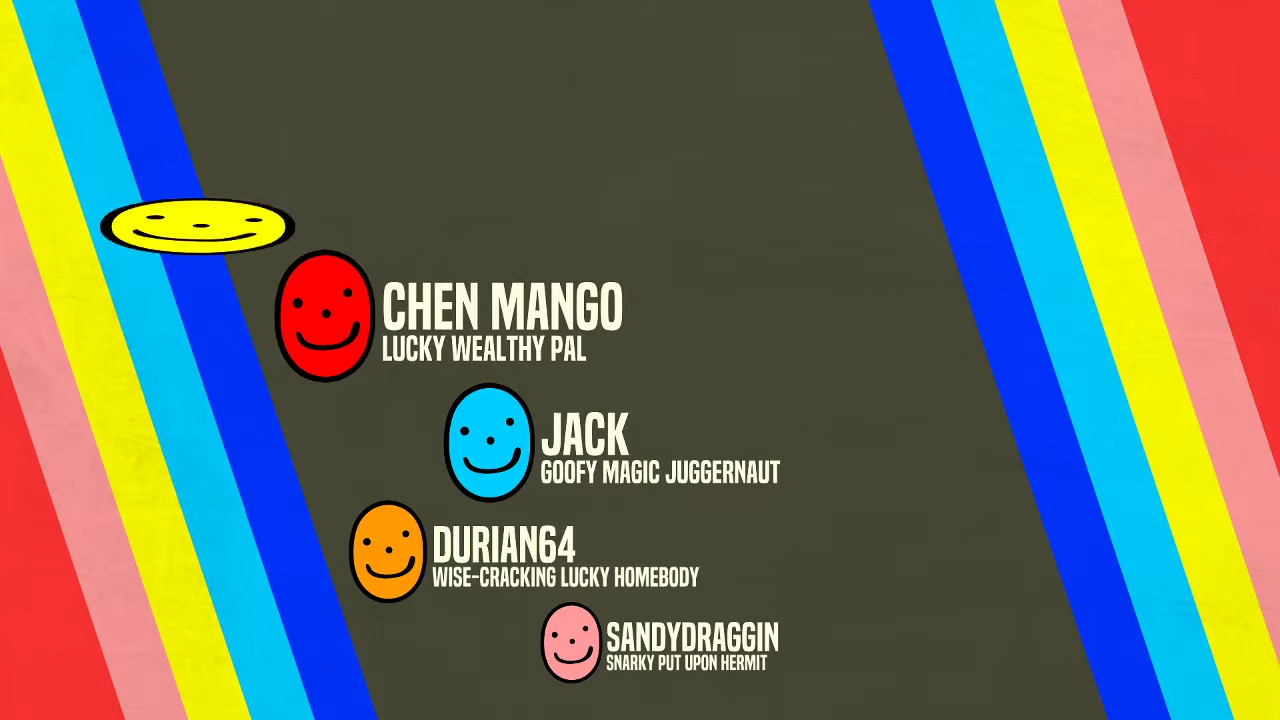 CHEN MANGO
LUCKY WEALTHY PAL
JACK
GOOFY MAGIC JUGGERNAUT
DURIAN64
WISE-CRACKING LUCKY HOMEBODY
SANDYDRAGGIN
SNARKY PUT UPON HERMIT